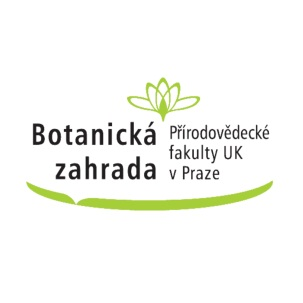 Botanická
zahrada
Přírodovědecké
fakulty UK
v Praze